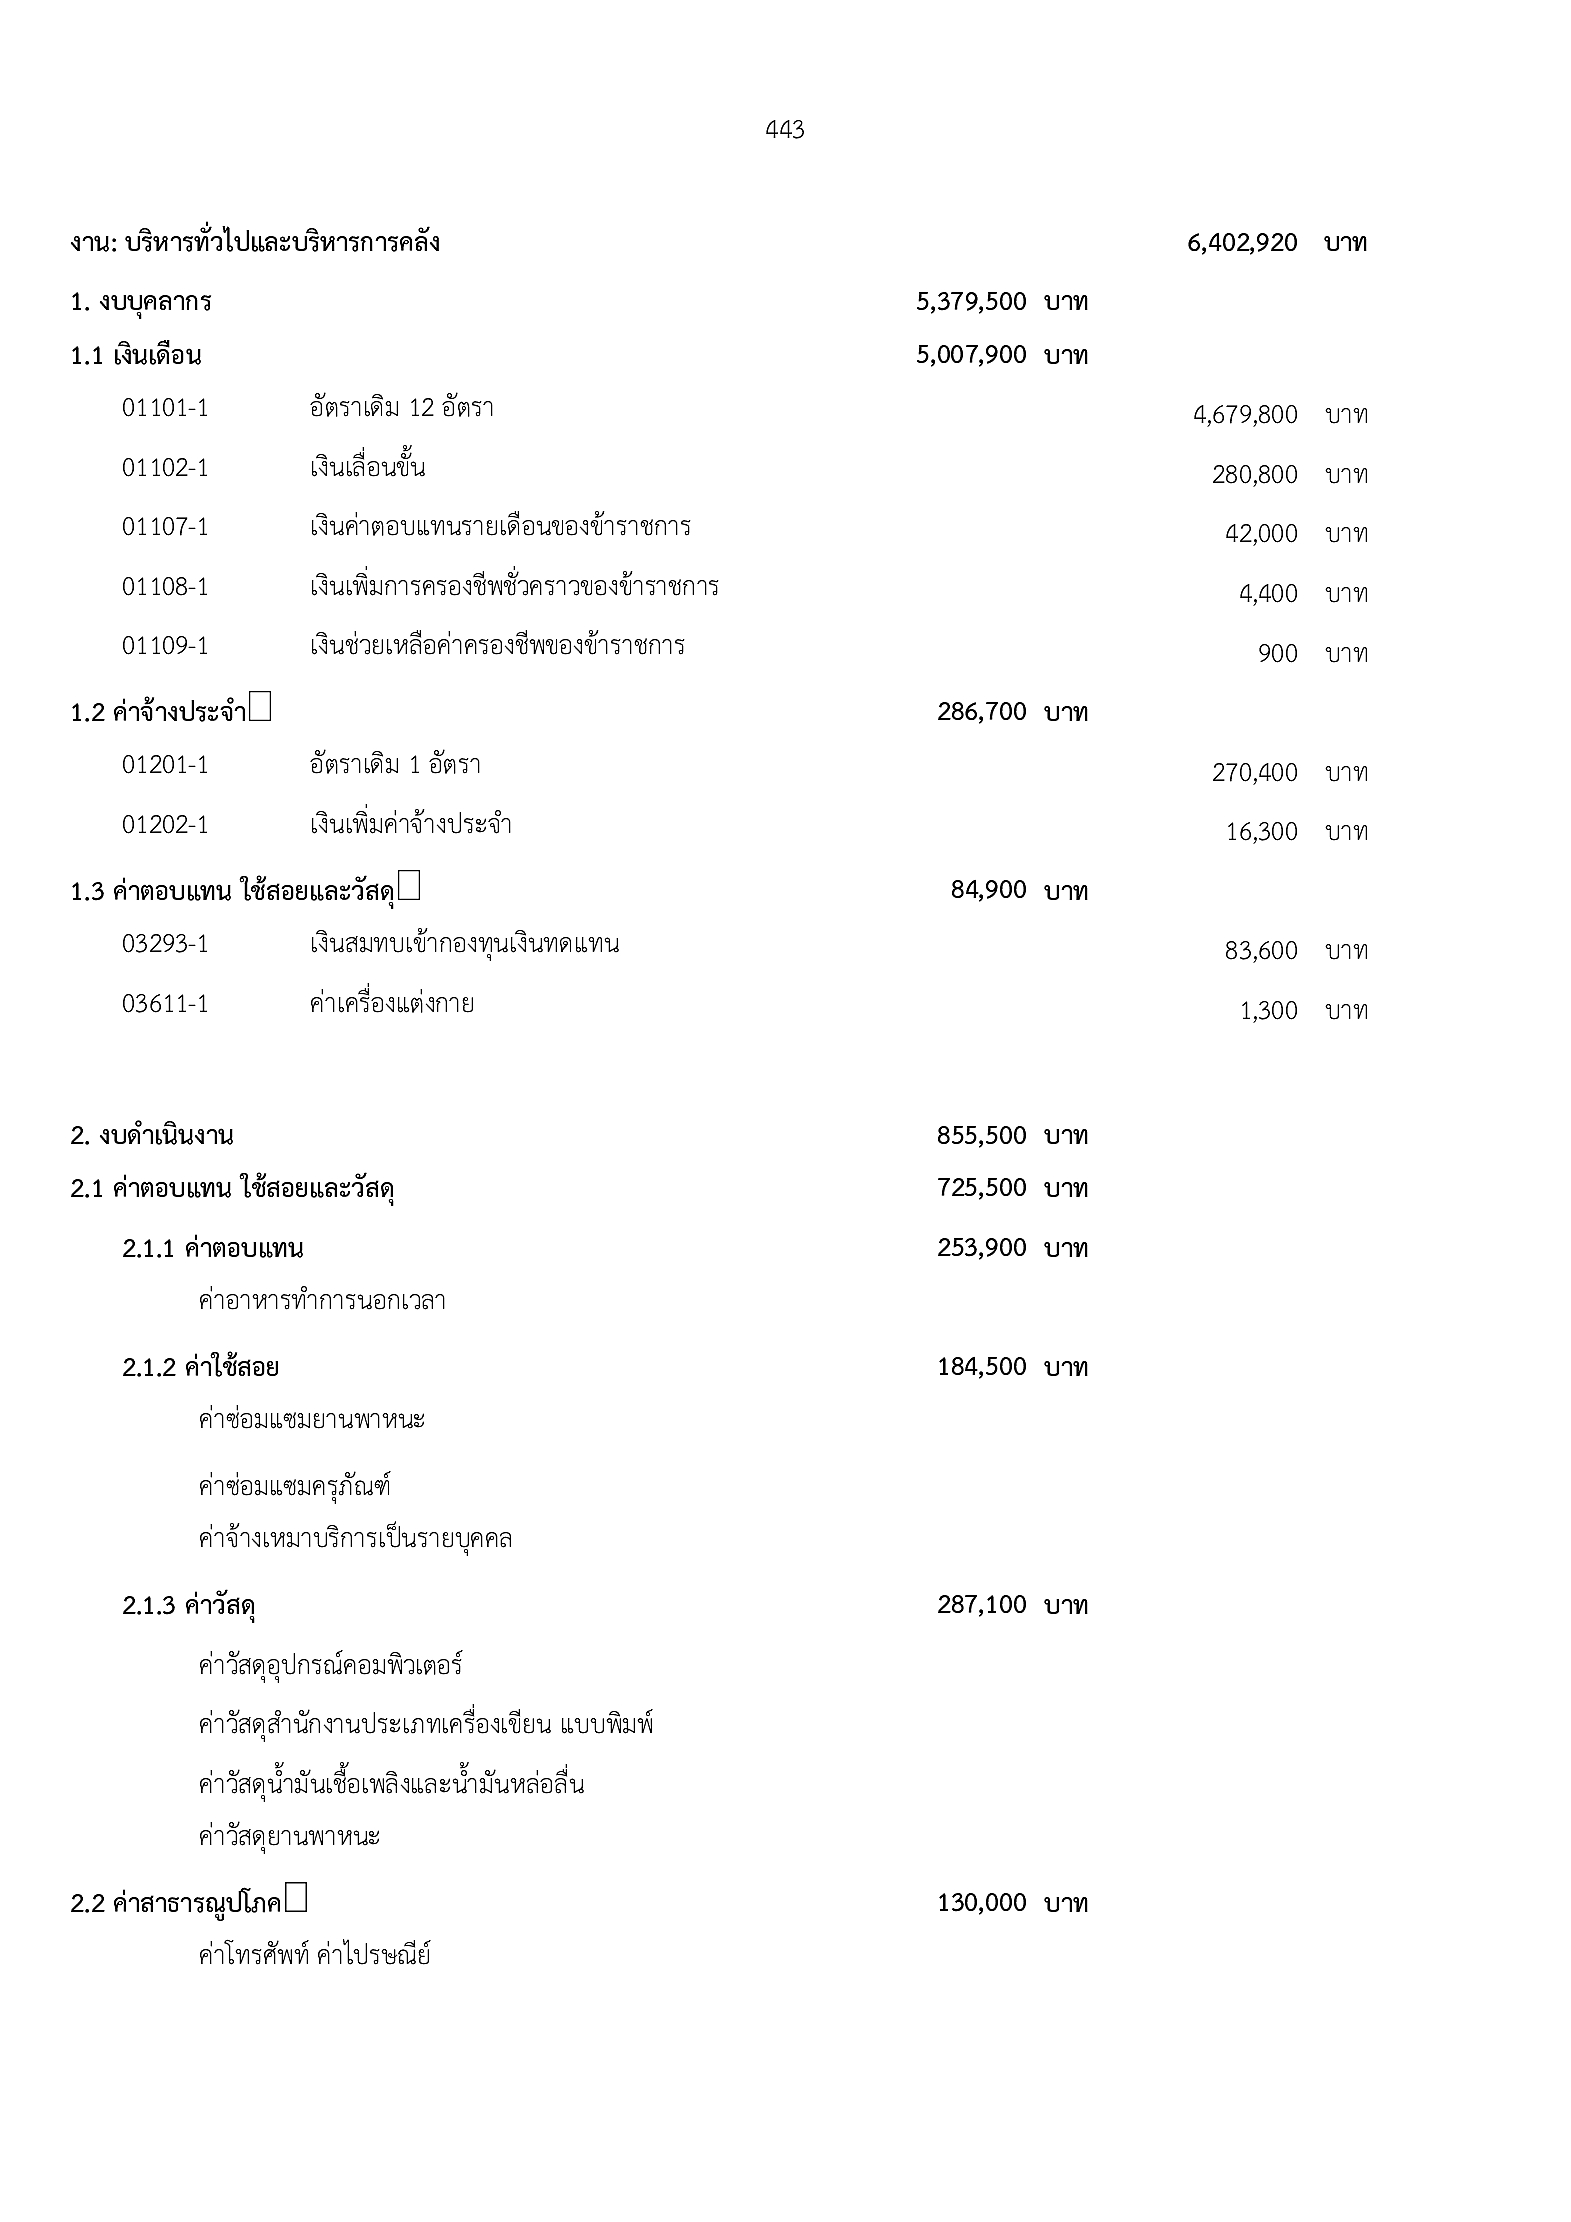 443
งาน: บริหารทั่วไปและบริหารการคลัง 6,402,920 บาท
1. งบบุคลากร 5,379,500 บาท
1.1 เงินเดือน 5,007,900 บาท
01101-1 อัตราเดิม 12 อัตรา 4,679,800 บาท
01102-1 เงินเลื่อนขั้น 280,800 บาท
01107-1 เงินค่าตอบแทนรายเดือนของข้าราชการ 42,000 บาท
01108-1 เงินเพิ่มการครองชีพชั่วคราวของข้าราชการ 4,400 บาท
01109-1 เงินช่วยเหลือค่าครองชีพของข้าราชการ 900 บาท
1.2 ค่าจ้างประจำ 286,700 บาท
01201-1 อัตราเดิม 1 อัตรา 270,400 บาท
01202-1 เงินเพิ่มค่าจ้างประจำ 16,300 บาท
1.3 ค่าตอบแทน ใช้สอยและวัสดุ 84,900 บาท
03293-1 เงินสมทบเข้ากองทุนเงินทดแทน 83,600 บาท
03611-1 ค่าเครื่องแต่งกาย 1,300 บาท
2. งบดำเนินงาน 855,500 บาท
2.1 ค่าตอบแทน ใช้สอยและวัสดุ 725,500 บาท
2.1.1 ค่าตอบแทน 253,900 บาท
ค่าอาหารทำการนอกเวลา
2.1.2 ค่าใช้สอย 184,500 บาท
ค่าซ่อมแซมยานพาหนะ
ค่าซ่อมแซมครุภัณฑ์
ค่าจ้างเหมาบริการเป็นรายบุคคล
2.1.3 ค่าวัสดุ 287,100 บาท
ค่าวัสดุอุปกรณ์คอมพิวเตอร์
ค่าวัสดุสำนักงานประเภทเครื่องเขียน แบบพิมพ์
ค่าวัสดุน้ำมันเชื้อเพลิงและน้ำมันหล่อลื่น
ค่าวัสดุยานพาหนะ
2.2 ค่าสาธารณูปโภค 130,000 บาท
ค่าโทรศัพท์ ค่าไปรษณีย์